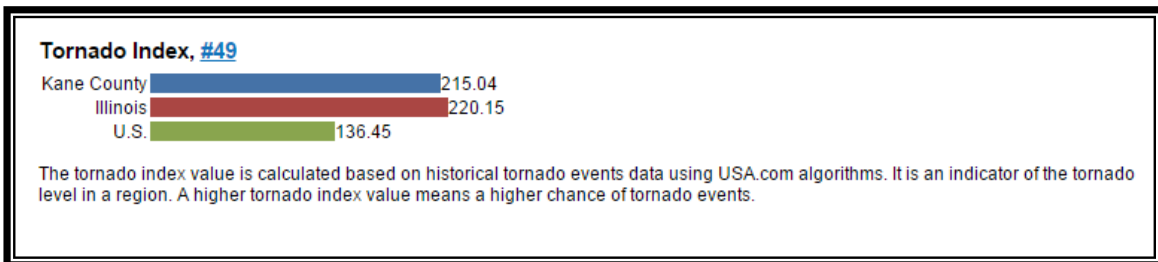 Tornado Index, #49
Kane County 215.04
Illinois 220.15
U.S. 136.45
The tornado index value is calculated based on historical tornado events data using USA.com algorithms. It is an indicator of the tornado
level in a region. A higher tornado index value means a higher chance of tornado events.